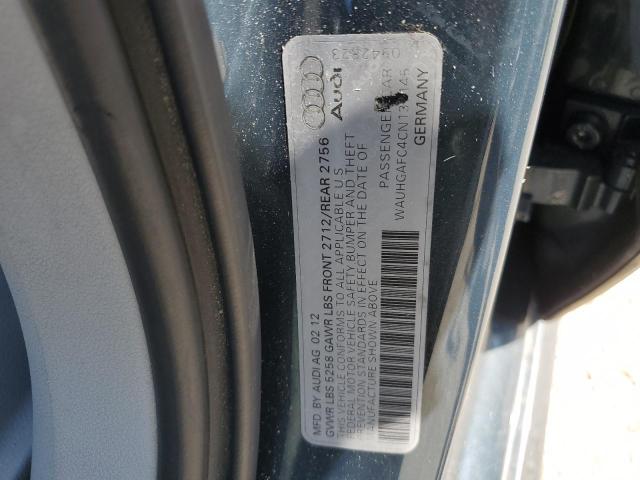 Audi
0942823
MFD BY AUDI AG 02 12
GVWR LBS 5258 GAWR LBS FRONT 2712/REAR 2756
THIS VEHICLE CONFORMS TO ALL APPLICABLE U S
FEDERAL MOTOR VEHICLE SAFETY BUMPER AND THEFT
PREVENTION STANDARDS IN EFFECT ON THE DATE OF
MANUFACTURE SHOWN ABOVE
GERMANY